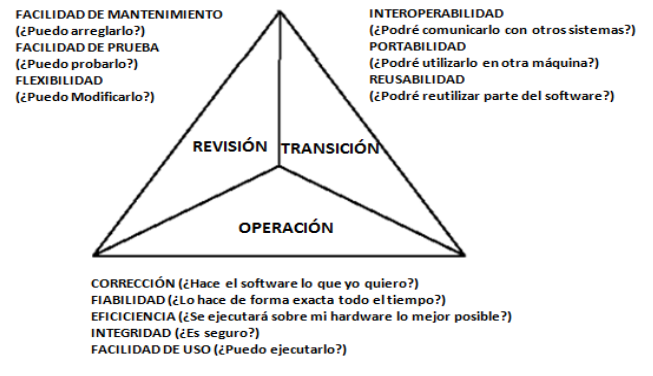 FACILIDAD DE MANTENIMIENTO
(¿Puedo arreglarlo?)
FACILIDAD DE PRUEBA
(¿Puedo probarlo?)
FLEXIBILIDAD
(¿Puedo Modificarlo?)
INTEROPERABILIDAD
(¿Podré comunicarlo con otros sistemas?)
PORTABILIDAD
(¿Podré utilizarlo en otra máquina?)
REUSABILIDAD
(¿Podré reutilizar parte del software?)
REVISIÓN
TRANSICIÓN
OPERACIÓN
CORRECCIÓN (¿Hace el software lo que yo quiero?)
FIABILIDAD (¿Lo hace de forma exacta todo el tiempo?)
EFICICIENCIA (¿Se ejecutará sobre mi hardware lo mejor posible?)
INTEGRIDAD (¿Es seguro?)
FACILIDAD DE USO (¿Puedo ejecutarlo?)